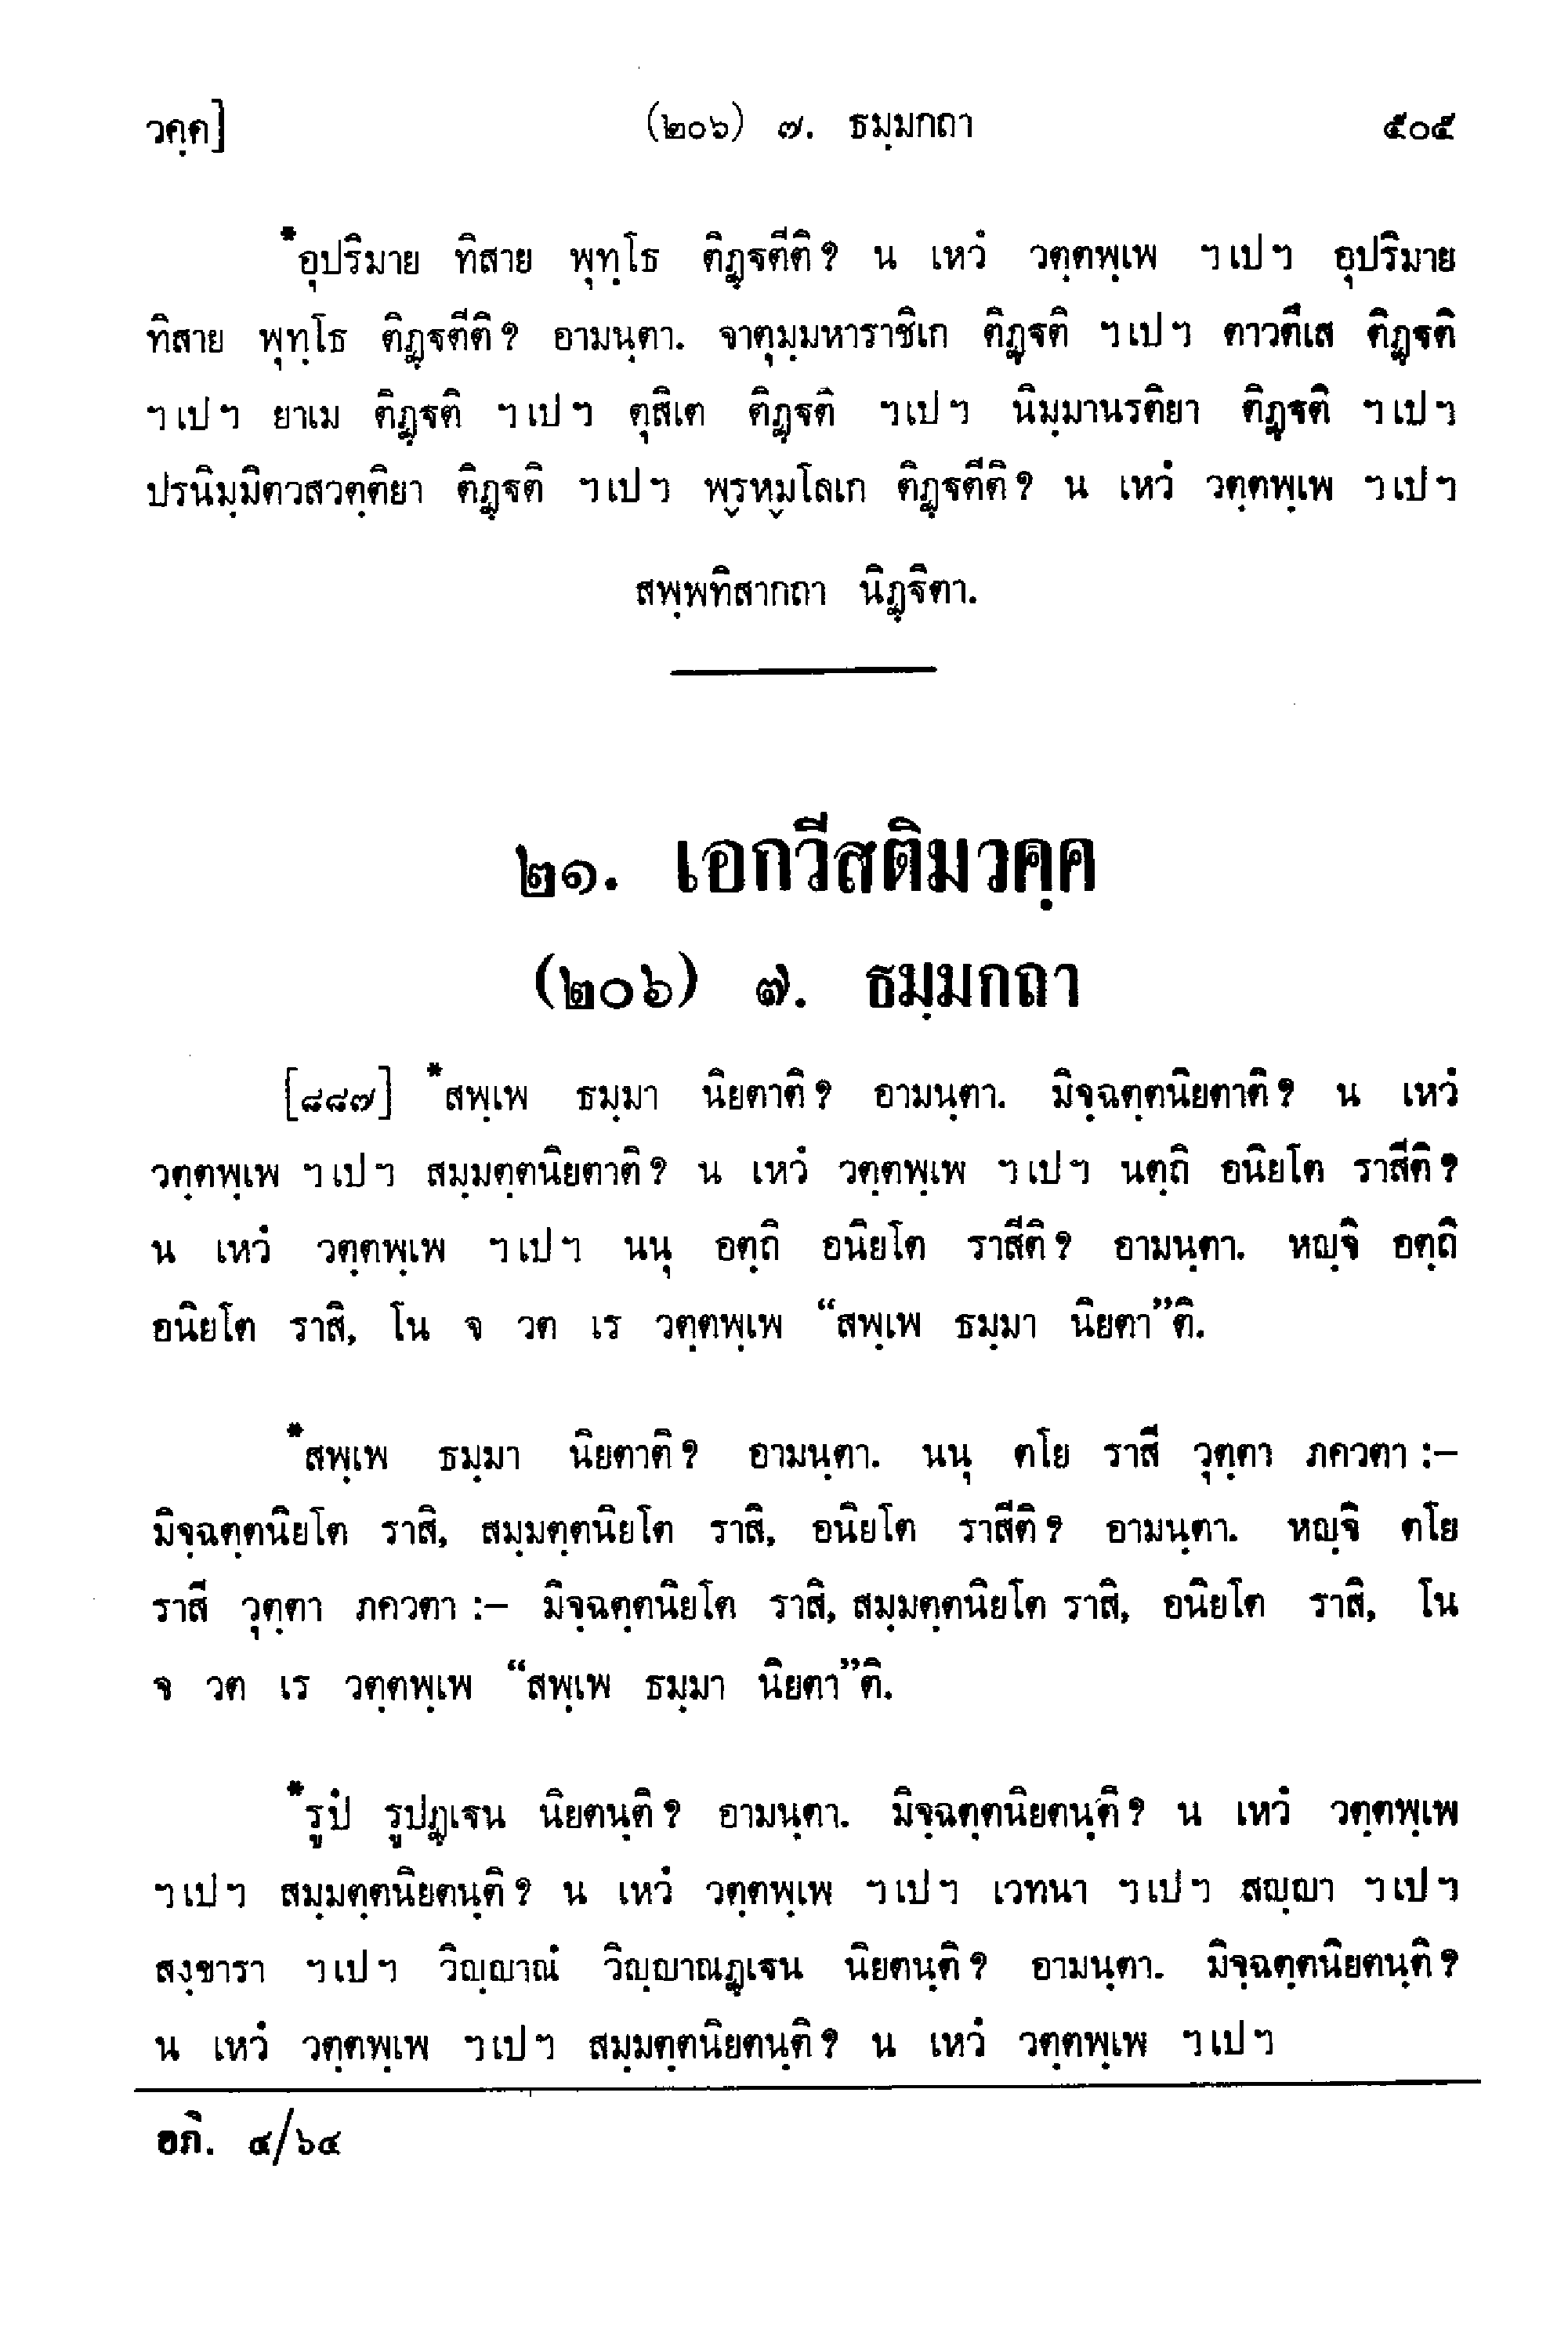 วคฺค] (๒๐๖) ๗. ธมฺมกถา ๕๐๕
*อุปริมาย ทิสาย พุทฺโธ ติฏฺฐตีติ? น เหวํ วตฺตพฺเพ ฯเปฯ อุปริมาย
ทิสาย พุทฺโธ ติฏฺฐตีติ? อามนฺตา. จาตุมฺมหาราชิเก ติฏฺฐติ ฯเปฯ ตาวตึเส ติฏฺฐติ
ฯเปฯ ยาเม ติฏฺฐติ ฯเปฯ ตุสิเต ติฏฺฐติ ฯเปฯ นิมฺมานรติยา ติฏฺฐติ ฯเปฯ
ปรนิมฺมิตวสวตฺติยา ติฏฺฐติ ฯเปฯ พฺรหฺมโลเก ติฏฺฐตีติ? น เหวํ วตฺตพฺเพ ฯเปฯ
สพฺพทิสากถา นิฏฺฐิตา.
๒๑. เอกวีสติมวคฺค
(๒๐๖) ๗. ธมฺมกถา
[๘๘๗] *สพฺเพ ธมฺมา นิยตาติ? อามนฺตา. มิจฺฉตฺตนิยตาติ? น เหวํ
วตฺตพฺเพ ฯเปฯ สมฺมตฺตนิยตาติ? น เหวํ วตฺตพฺเพ ฯเปฯ นตฺถิ อนิยโต ราสีติ?
น เหวํ วตฺตพฺเพ ฯเปฯ นนุ อตฺถิ อนิยโต ราสีติ? อามนฺตา. หญฺจิ อตฺถิ
อนิยโต ราสิ, โน จ วต เร วตฺตพฺเพ “สพฺเพ ธมฺมา นิยตา”ติ.
*สพฺเพ ธมฺมา นิยตาติ? อามนฺตา. นนุ ตโย ราสี วุตฺตา ภควตา :–
มิจฺฉตฺตนิยโต ราสิ, สมฺมตฺตนิยโต ราสิ, อนิยโต ราสีติ? อามนฺตา. หญฺจิ ตโย
ราสี วุตฺตา ภควตา :– มิจฺฉตฺตนิยโต ราสิ, สมฺมตฺตนิยโต ราสิ, อนิยโต ราสิ, โน
จ วต เร วตฺตพฺเพ “สพฺเพ ธมฺมา นิยตา”ติ.
*รูปํ รูปฏฺเฐน นิยตนฺติ? อามนฺตา. มิจฺฉตฺตนิยตนฺติ? น เหวํ วตฺตพฺเพ
ฯเปฯ สมฺมตฺตนิยตนฺติ? น เหวํ วตฺตพฺเพ ฯเปฯ เวทนา ฯเปฯ สญฺญา ฯเปฯ
สงฺขารา ฯเปฯ วิญฺญาณํ วิญฺญาณฏฺเฐน นิยตนฺติ? อามนฺตา. มิจฺฉตฺตนิยตนฺติ?
น เหวํ วตฺตพฺเพ ฯเปฯ สมฺมตฺตนิยตนฺติ? น เหวํ วตฺตพฺเพ ฯเปฯ
อภิ. ๔/๖๔